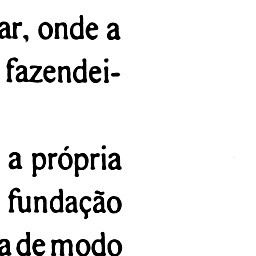 ar, onde a
fazendei-
a própria
fundação
a de modo